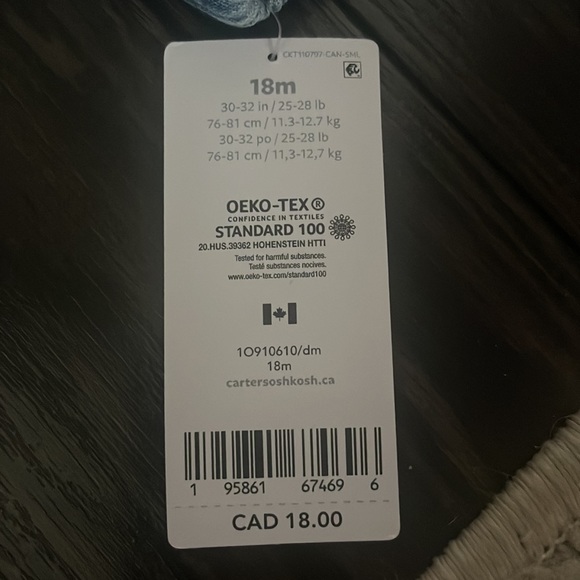 CKT110797-CAN-SML
18m
30-32 in / 25-28 lb
76-81 cm / 11.3-12.7 kg
30-32 po / 25-28 lb
76-81 cm / 11,3-12,7 kg
OEKO-TEX®
CONFIDENCE IN TEXTILES
STANDARD 100
20.HUS.39362 HOHENSTEIN HTTI
Tested for harmful substances.
Testé substances nocives.
www.oeko-tex.com/standard100
1O910610/dm
18m
cartersoshkosh.ca
1 95861 67469 6
CAD 18.00